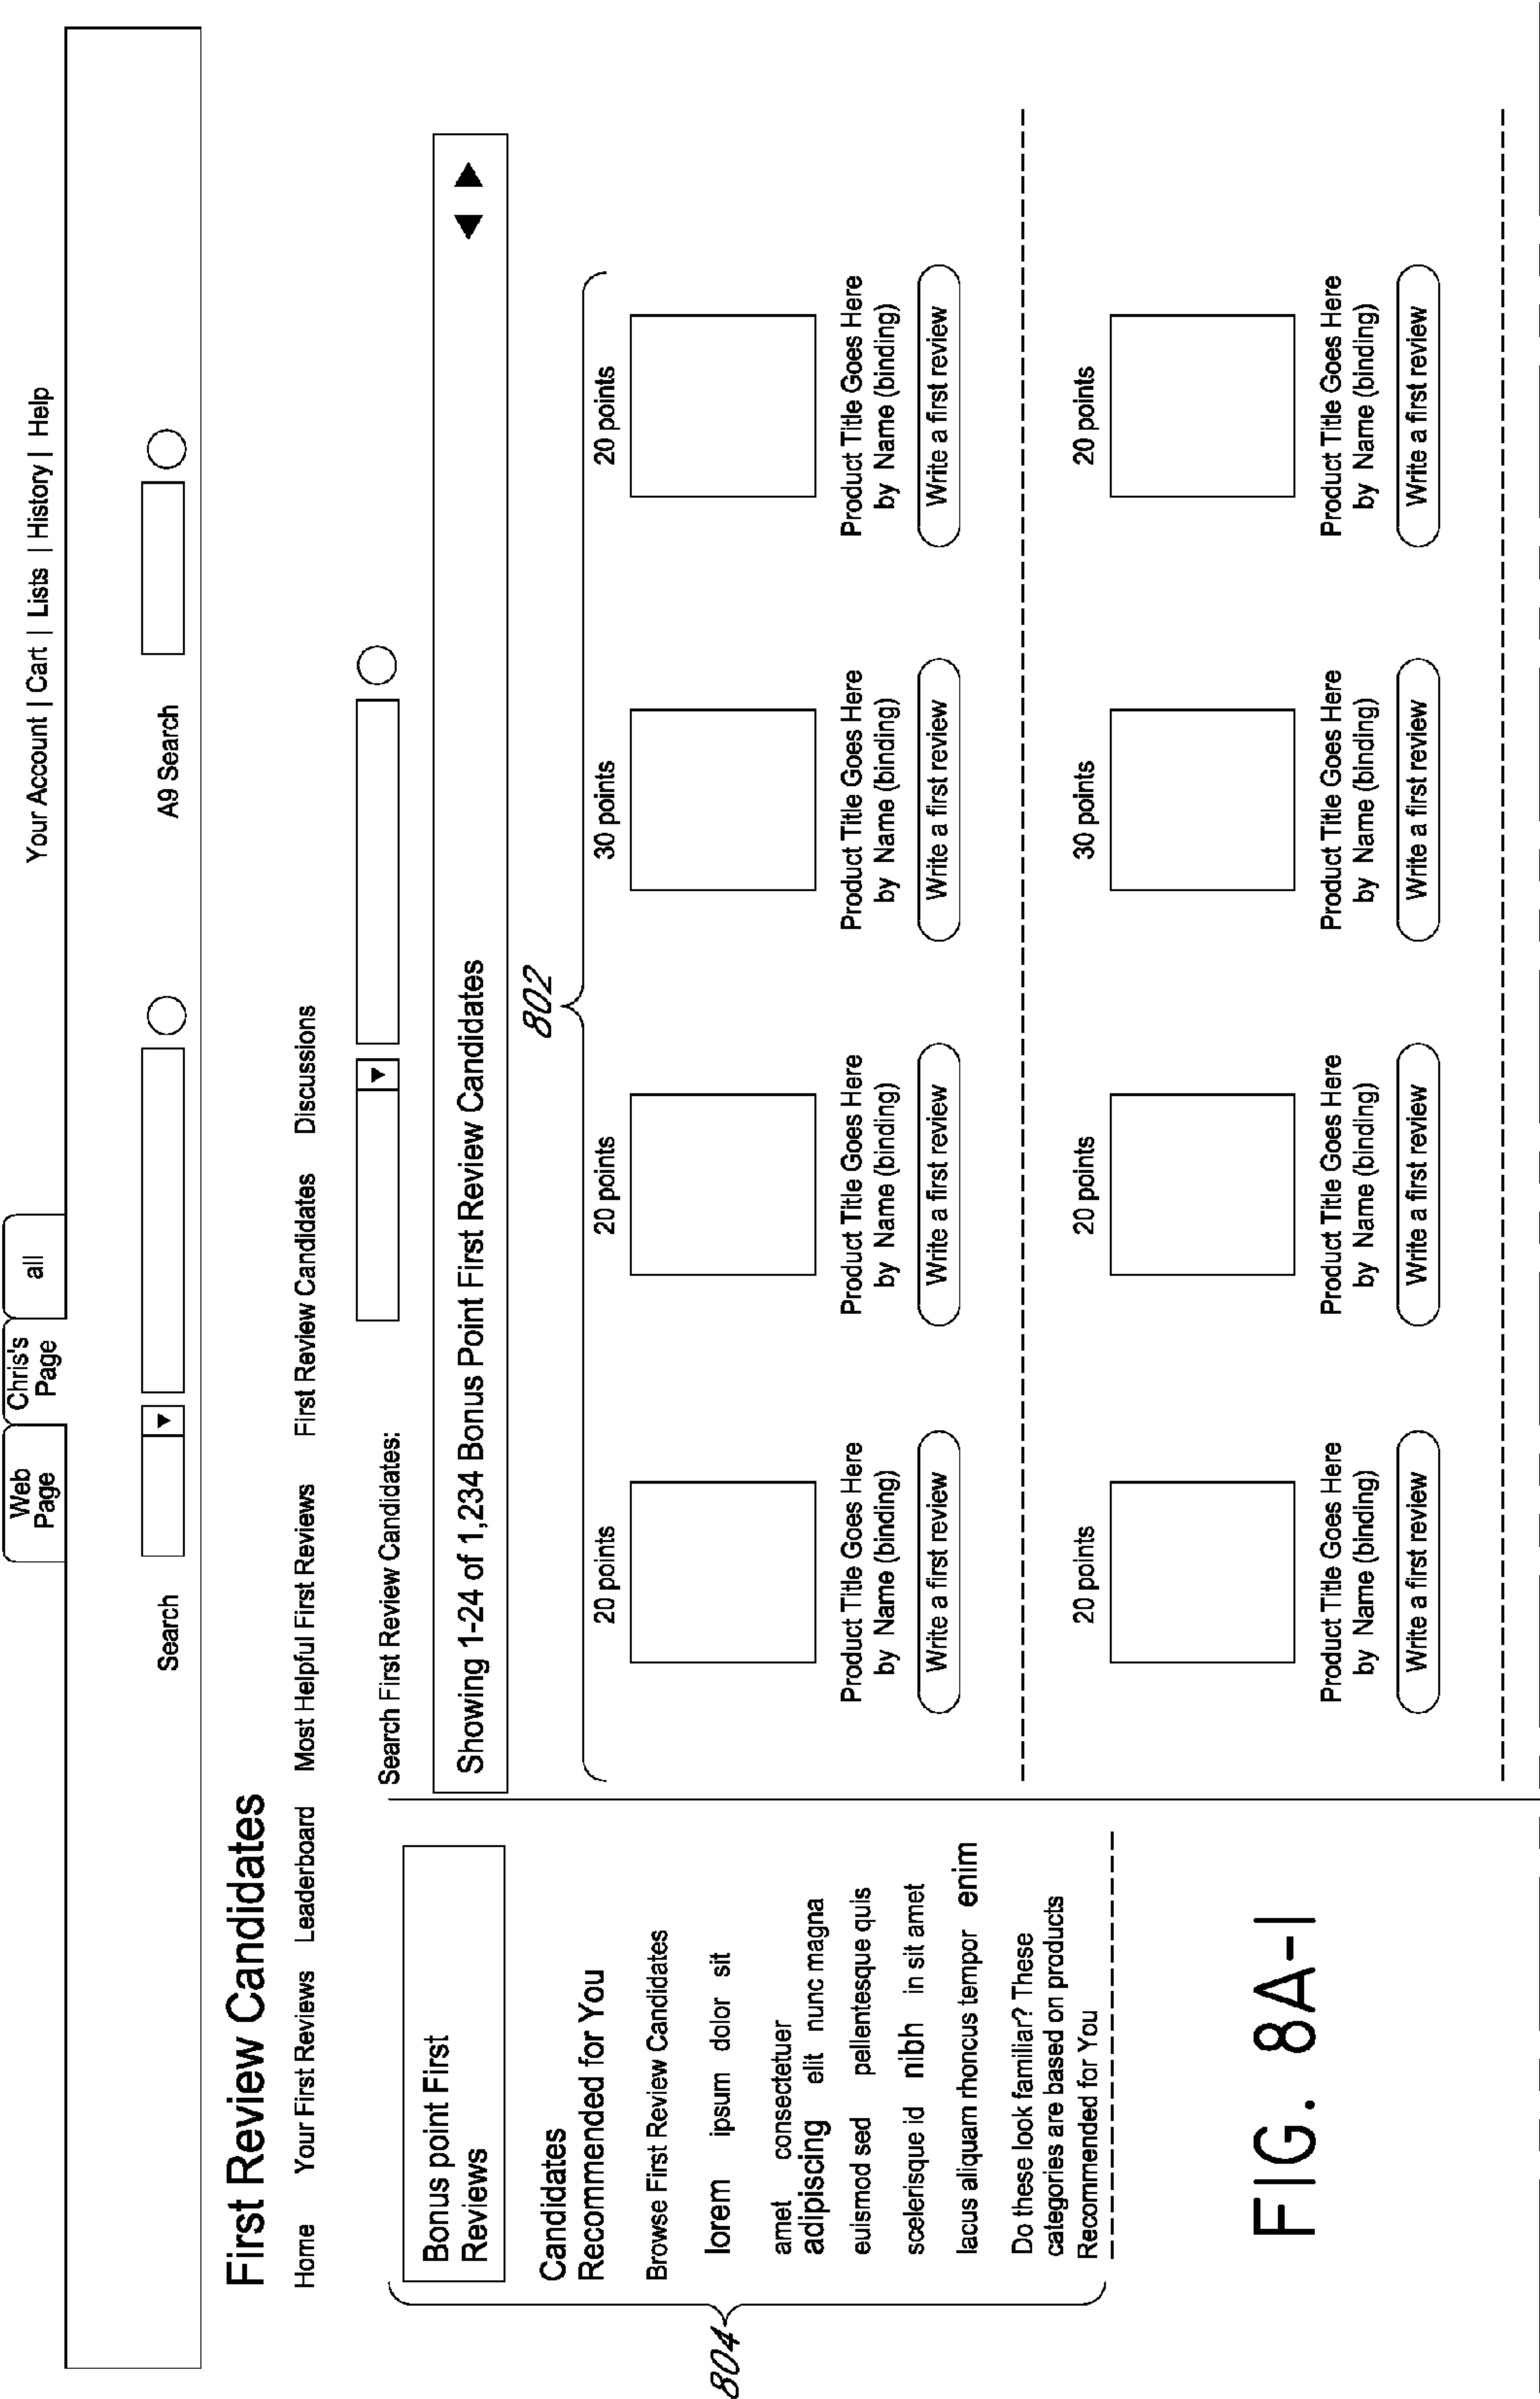 Web
Page
Chris's
Page
all
Your Account | Cart | Lists | History | Help
Search
A9 Search
First Review Candidates
Home Your First Reviews Leaderboard Most Helpful First Reviews First Review Candidates Discussions
Search First Review Candidates:
Showing 1-24 of 1,234 Bonus Point First Review Candidates
802
20 points 20 points 30 points 20 points
Product Title Goes Here Product Title Goes Here Product Title Goes Here Product Title Goes Here
by Name (binding) by Name (binding) by Name (binding) by Name (binding)
Write a first review Write a first review Write a first review Write a first review
20 points 20 points 30 points 20 points
Product Title Goes Here Product Title Goes Here Product Title Goes Here Product Title Goes Here
by Name (binding) by Name (binding) by Name (binding) by Name (binding)
Write a first review Write a first review Write a first review Write a first review
804
Bonus point First
Reviews
Candidates
Recommended for You
Browse First Review Candidates
lorem ipsum dolor sit
amet consectetuer
adipiscing elit nunc magna
euismod sed pellentesque quis
scelerisque id nibh in sit amet
lacus aliquam rhoncus tempor enim
Do these look familiar? These
categories are based on products
Recommended for You
FIG. 8A-1